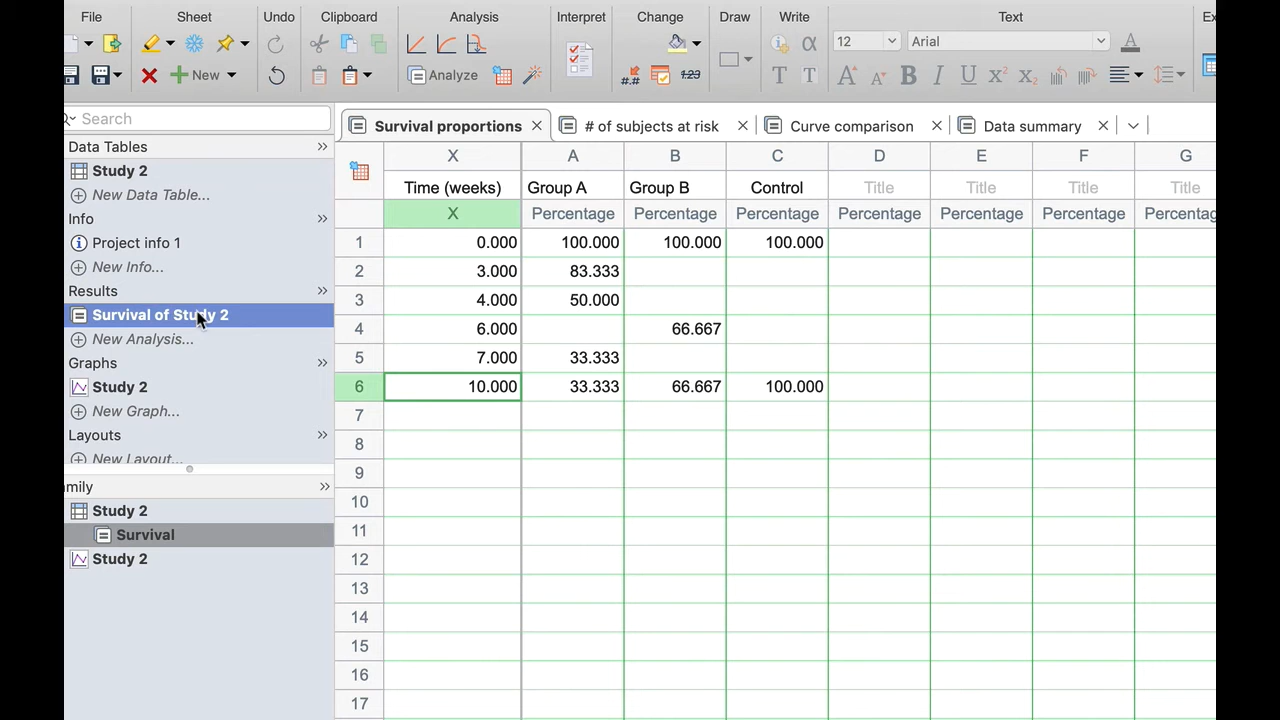 File Sheet Undo Clipboard Analysis Interpret Change Draw Write Text Ex
12 Arial
New Analyze 123
Search
Survival proportions # of subjects at risk Curve comparison Data summary
Data Tables
Study 2
New Data Table...
Info
Project info 1
New Info...
Results
Survival of Study 2
New Analysis...
Graphs
Study 2
New Graph...
Layouts
New Layout...
mily
Study 2
Survival
Study 2
X A B C D E F G
Time (weeks) Group A Group B Control Title Title Title Title
X Percentage Percentage Percentage Percentage Percentage Percentage Percentag
1 0.000 100.000 100.000 100.000
2 3.000 83.333
3 4.000 50.000
4 6.000 66.667
5 7.000 33.333
6 10.000 33.333 66.667 100.000
7
8
9
10
11
12
13
14
15
16
17